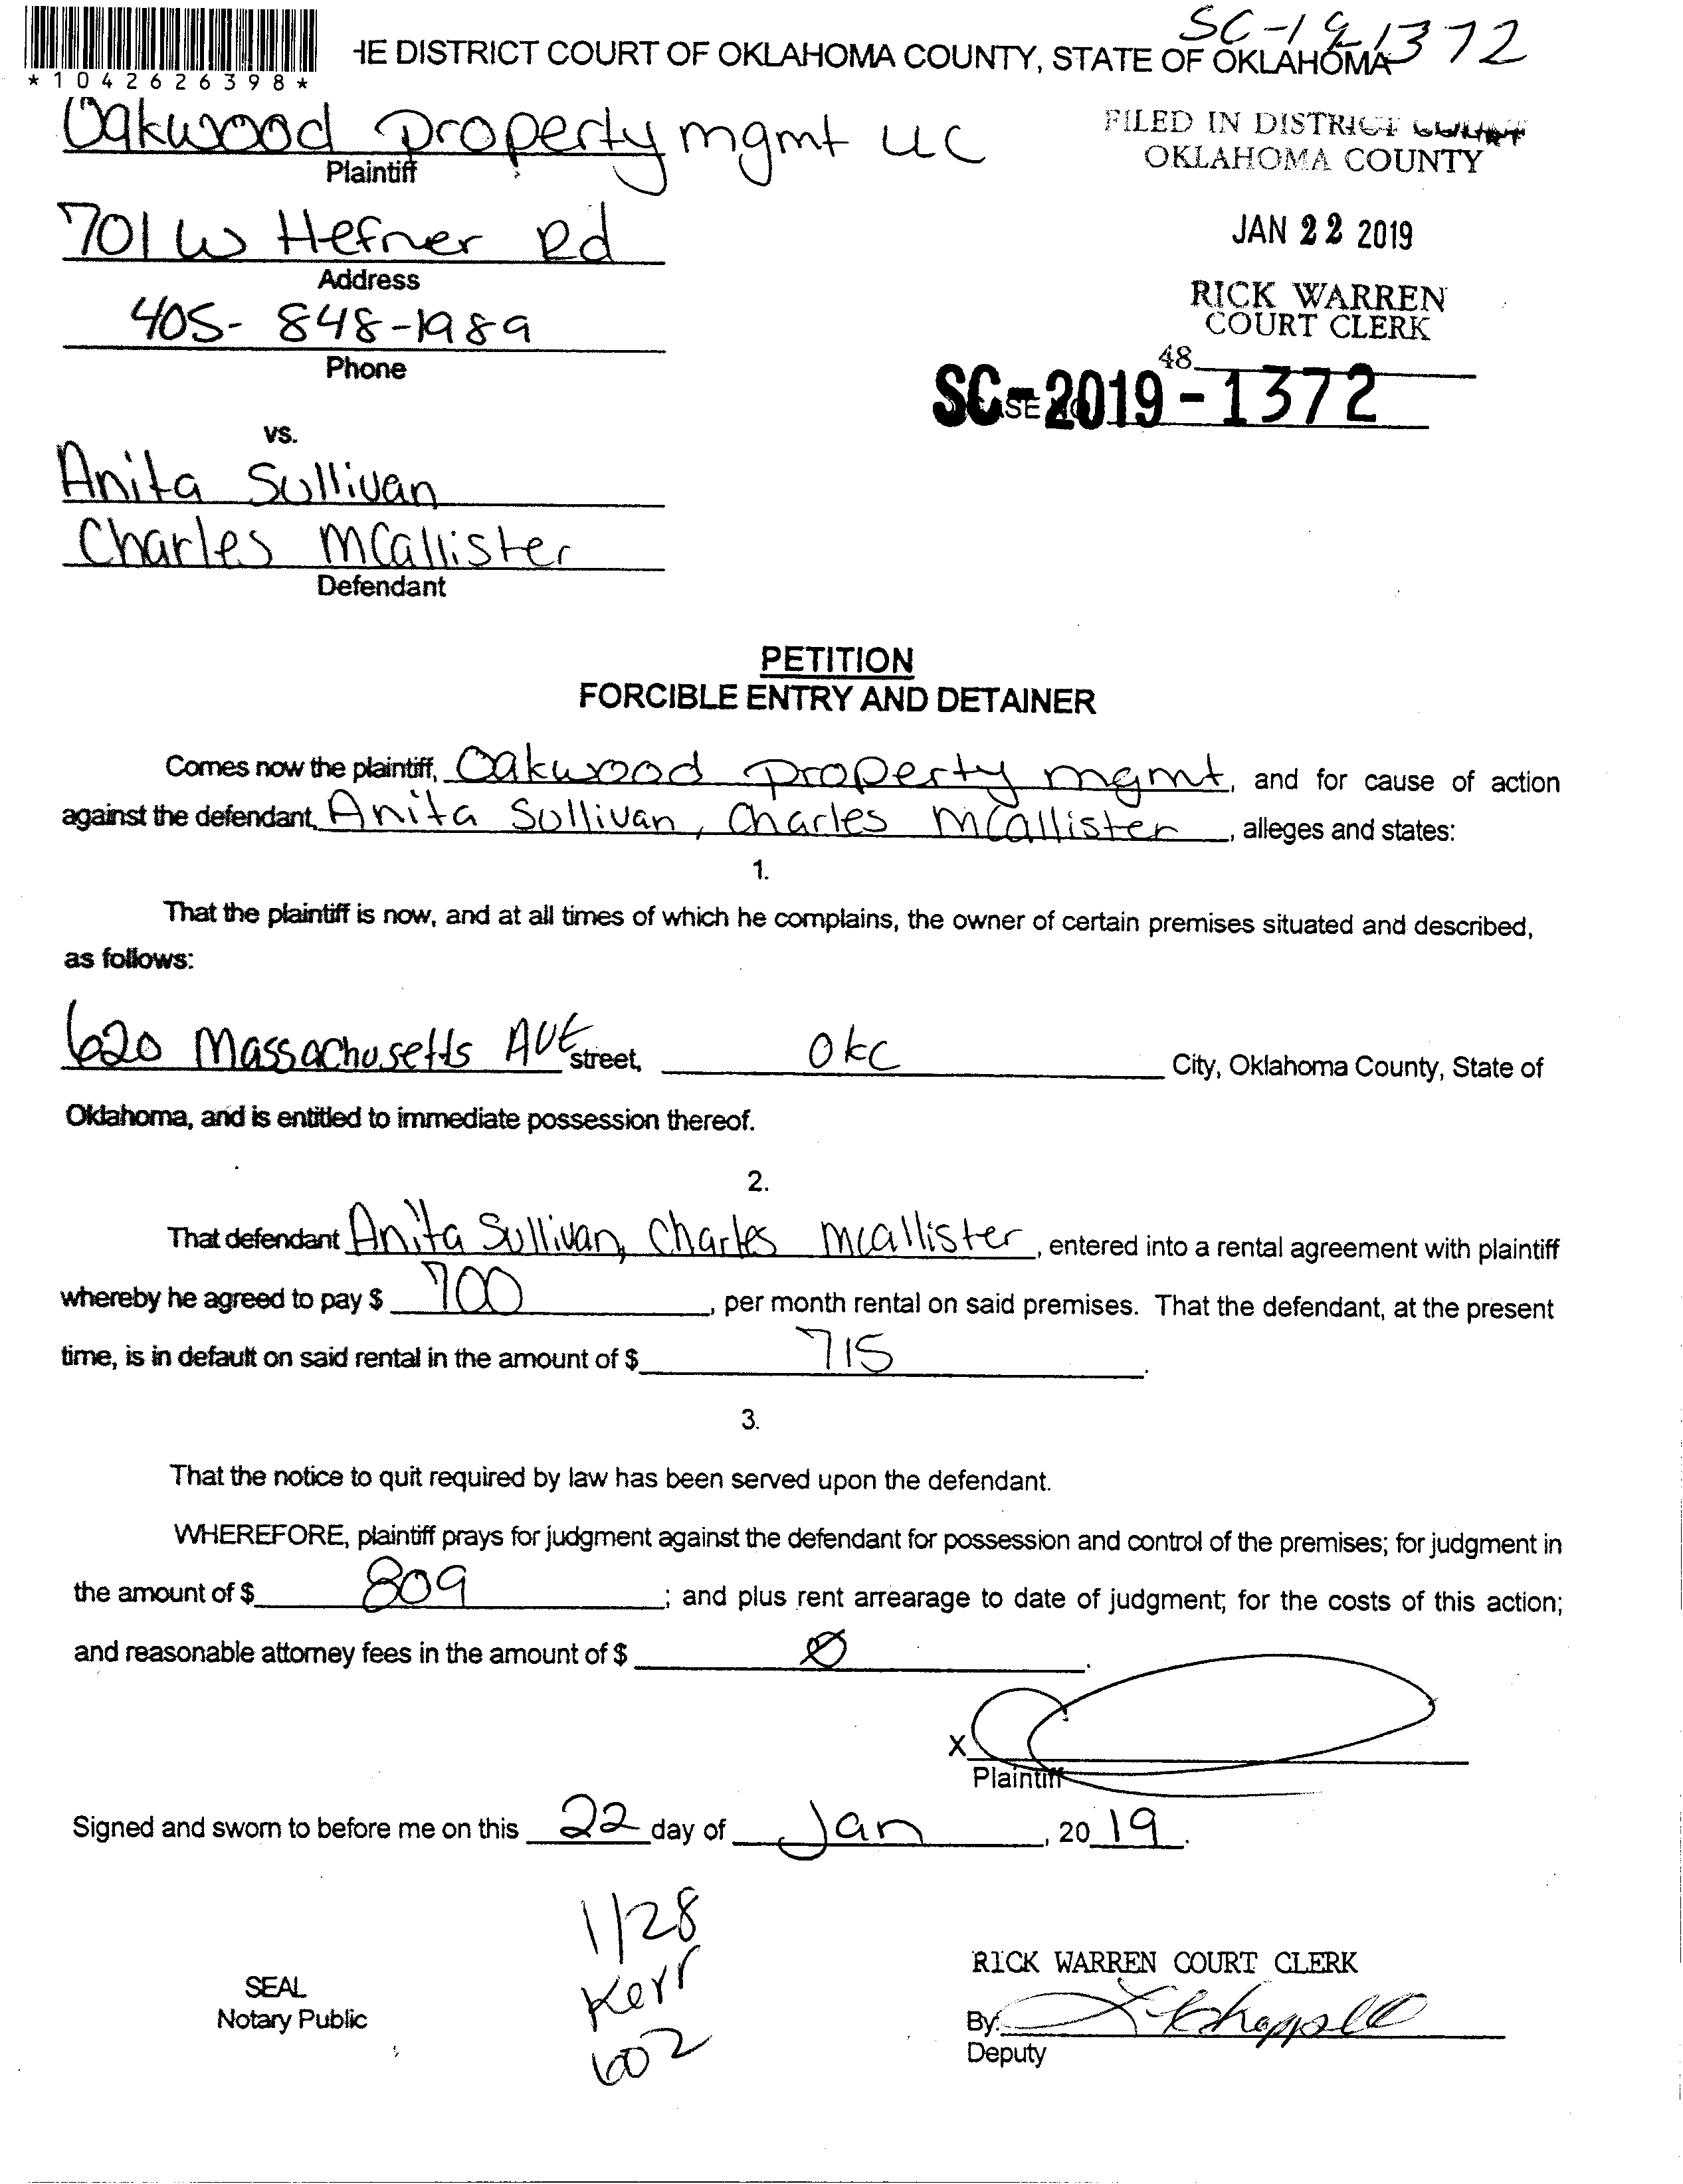 SC-19-1372
*1042626398*
HE DISTRICT COURT OF OKLAHOMA COUNTY, STATE OF OKLAHOMA
Oakwood property mgmt LLC
Plaintiff
FILED IN DISTRICT COURT
OKLAHOMA COUNTY
701 W Hefner Rd
Address
JAN 22 2019
405-848-1989
Phone
RICK WARREN
COURT CLERK
48
SC-2019-1372
vs.
Anita Sullivan
Charles MCallister
Defendant
PETITION
FORCIBLE ENTRY AND DETAINER
Comes now the plaintiff, Oakwood property mgmt, and for cause of action
against the defendant, Anita Sullivan, Charles MCallister, alleges and states:
1.
That the plaintiff is now, and at all times of which he complains, the owner of certain premises situated and described,
as follows:
620 Massachusetts AVE street, OKC City, Oklahoma County, State of
Oklahoma, and is entitled to immediate possession thereof.
2.
That defendant Anita Sullivan, Charles mcallister, entered into a rental agreement with plaintiff
whereby he agreed to pay $ 700, per month rental on said premises. That the defendant, at the present
time, is in default on said rental in the amount of $ 715.
3.
That the notice to quit required by law has been served upon the defendant.
WHEREFORE, plaintiff prays for judgment against the defendant for possession and control of the premises; for judgment in
the amount of $ 809; and plus rent arrearage to date of judgment; for the costs of this action;
and reasonable attorney fees in the amount of $ Ø.
X
Plaintiff
Signed and sworn to before me on this 22 day of Jan, 2019.
1/28
Kerr
602
SEAL
Notary Public
RICK WARREN COURT CLERK
By:
Deputy